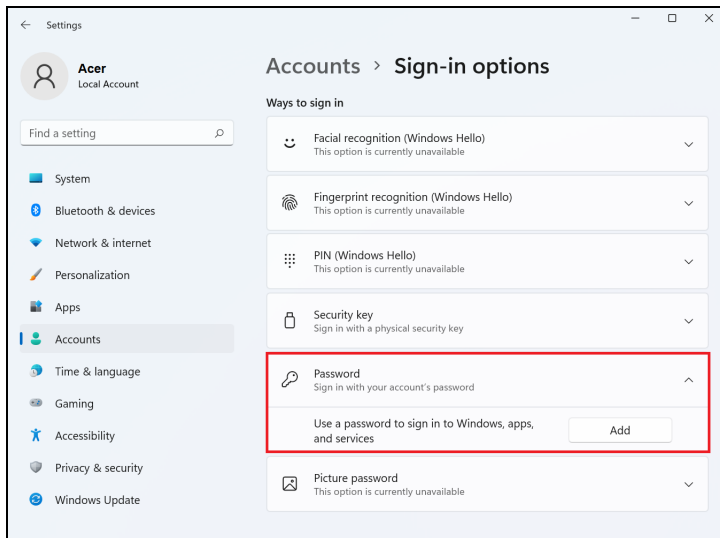 Settings
Acer
Local Account
Find a setting
System
Bluetooth & devices
Network & internet
Personalization
Apps
Accounts
Time & language
Gaming
Accessibility
Privacy & security
Windows Update
Accounts > Sign-in options
Ways to sign in
Facial recognition (Windows Hello)
This option is currently unavailable
Fingerprint recognition (Windows Hello)
This option is currently unavailable
PIN (Windows Hello)
This option is currently unavailable
Security key
Sign in with a physical security key
Password
Sign in with your account's password
Use a password to sign in to Windows, apps,
and services
Add
Picture password
This option is currently unavailable